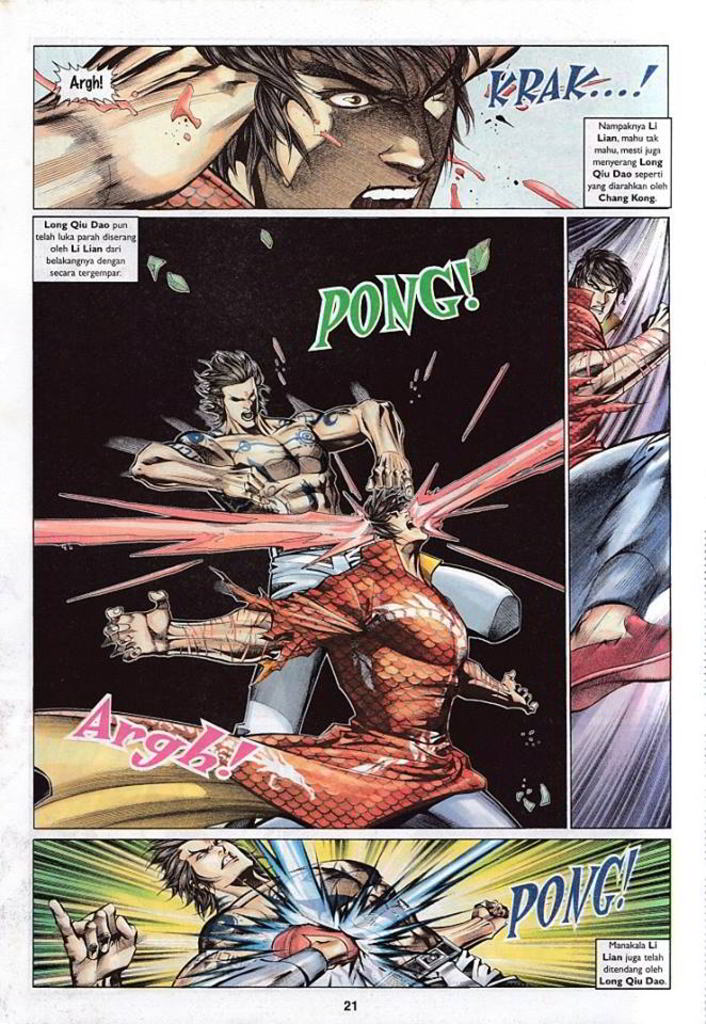 Argh!
KRAK...!
Nampaknya Li
Lian, mahu tak
mahu, mesti juga
menyerang Long
Qiu Dao seperti
yang diarahkan oleh
Chang Kong.
Long Qiu Dao pun
telah luka parah diserang
oleh Li Lian dari
belakangnya dengan
secara tergempar.
PONG!
Argh!
PONG!
Manakala Li
Lian juga telah
ditendang oleh
Long Qiu Dao.
21